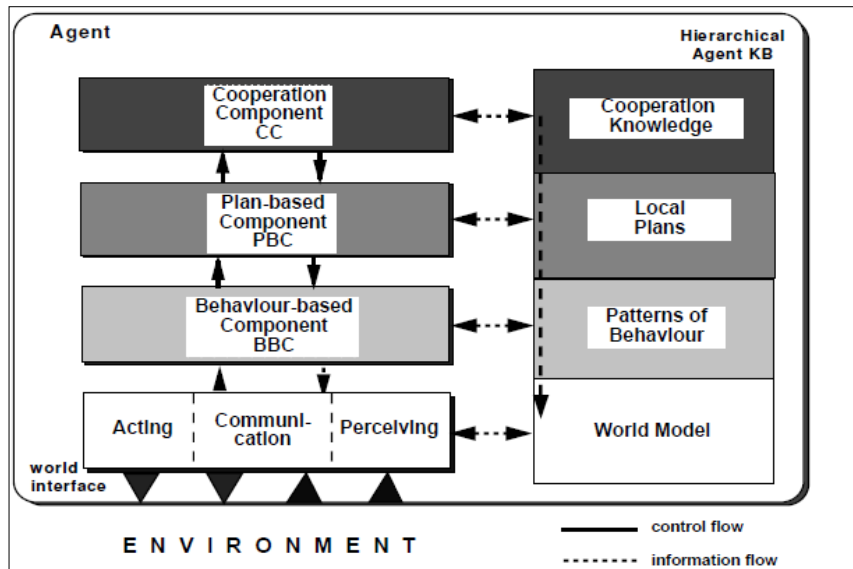 Agent
Hierarchical
Agent KB
Cooperation
Component
CC
Cooperation
Knowledge
Plan-based
Component
PBC
Local
Plans
Behaviour-based
Component
BBC
Patterns of
Behaviour
Acting
Communi-
cation
Perceiving
World Model
world
interface
ENVIRONMENT
control flow
information flow